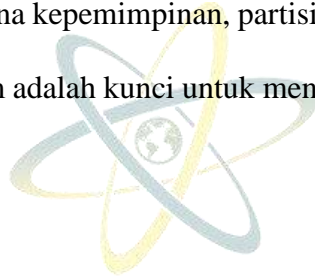 na kepemimpinan, partisi
n adalah kunci untuk men